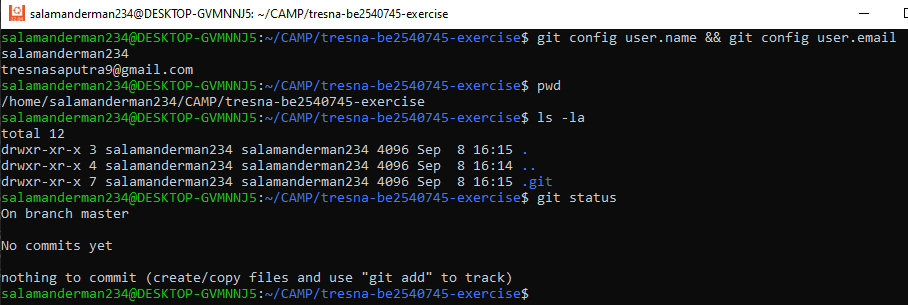 salamanderman234@DESKTOP-GVMNNJ5: ~/CAMP/tresna-be2540745-exercise
salamanderman234@DESKTOP-GVMNNJ5:~/CAMP/tresna-be2540745-exercise$ git config user.name && git config user.email
salamanderman234
tresnasaputra9@gmail.com
salamanderman234@DESKTOP-GVMNNJ5:~/CAMP/tresna-be2540745-exercise$ pwd
/home/salamanderman234/CAMP/tresna-be2540745-exercise
salamanderman234@DESKTOP-GVMNNJ5:~/CAMP/tresna-be2540745-exercise$ ls -la
total 12
drwxr-xr-x 3 salamanderman234 salamanderman234 4096 Sep  8 16:15 .
drwxr-xr-x 4 salamanderman234 salamanderman234 4096 Sep  8 16:14 ..
drwxr-xr-x 7 salamanderman234 salamanderman234 4096 Sep  8 16:15 .git
salamanderman234@DESKTOP-GVMNNJ5:~/CAMP/tresna-be2540745-exercise$ git status
On branch master
No commits yet
nothing to commit (create/copy files and use "git add" to track)
salamanderman234@DESKTOP-GVMNNJ5:~/CAMP/tresna-be2540745-exercise$